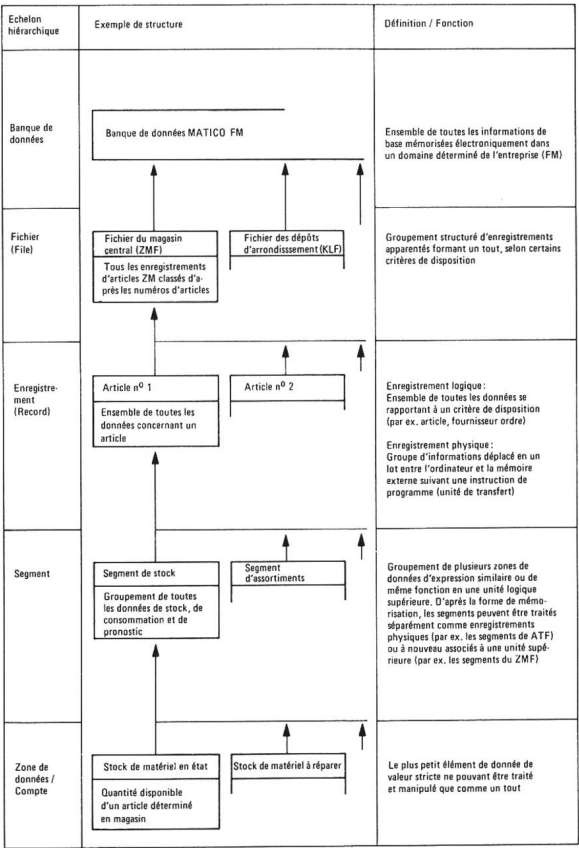 Echelon
hiérarchique
Exemple de structure
Définition / Fonction
Banque de
données
Banque de données MATICO FM
Ensemble de toutes les informations de
base mémorisées électroniquement dans
un domaine déterminé de l'entreprise (FM)
Fichier
(File)
Fichier du magasin
central (ZMF)
Tous les enregistrements
d'articles ZM classés d'a-
près les numéros d'articles
Fichier des dépôts
d'arrondisssement (KLF)
Groupement structuré d'enregistrements
apparentés formant un tout, selon certains
critères de disposition
Enregistre-
ment
(Record)
Article nº 1
Ensemble de toutes les
données concernant un
article
Article nº 2
Enregistrement logique :
Ensemble de toutes les données se
rapportant à un critère de disposition
(par ex. article, fournisseur ordre)
Enregistrement physique :
Groupe d'informations déplacé en un
lot entre l'ordinateur et la mémoire
externe suivant une instruction de
programme (unité de transfert)
Segment
Segment de stock
Groupement de toutes
les données de stock, de
consommation et de
pronostic
Segment
d'assortiments
Groupement de plusieurs zones de
données d'expression similaire ou de
même fonction en une unité logique
supérieure. D'après la forme de mémo-
risation, les segments peuvent être traités
séparément comme enregistrements
physiques (par ex. les segments de ATF)
ou à nouveau associés à une unité supé-
rieure (par ex. les segments du ZMF)
Zone de
données /
Compte
Stock de matériel en état
Quantité disponible
d'un article déterminé
en magasin
Stock de matériel à réparer
Le plus petit élément de donnée de
valeur stricte ne pouvant être traité
et manipulé que comme un tout